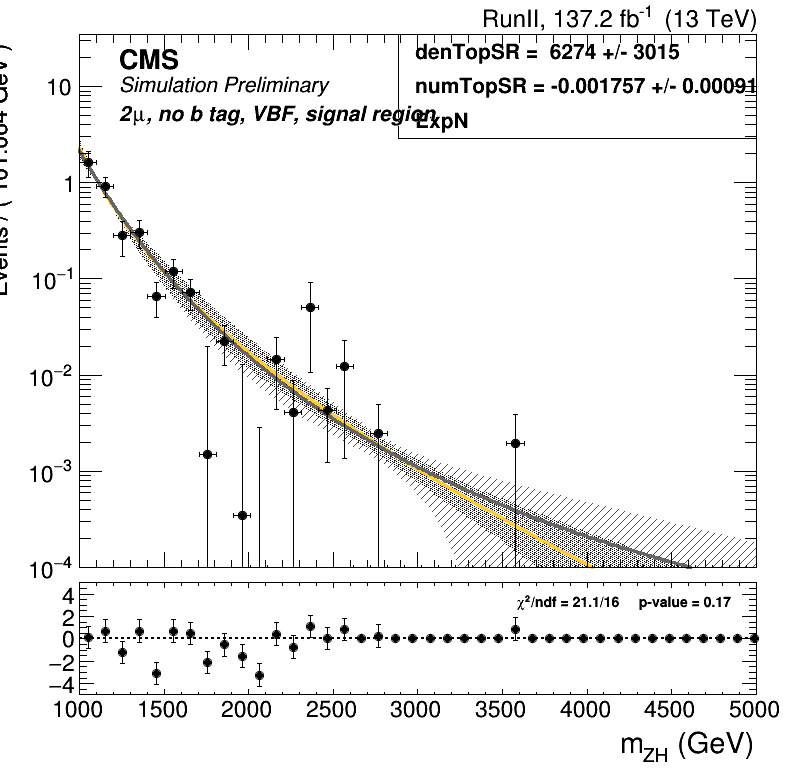 RunII, 137.2 fb⁻¹ (13 TeV)
CMS
Simulation Preliminary
2μ, no b tag, VBF, signal region
denTopSR = 6274 +/- 3015
numTopSR = -0.001757 +/- 0.00091
ExpN
Events / (
10
1
10⁻¹
10⁻²
10⁻³
10⁻⁴
χ²/ndf = 21.1/16 p-value = 0.17
4
2
0
−2
−4
1000 1500 2000 2500 3000 3500 4000 4500 5000
m_ZH (GeV)